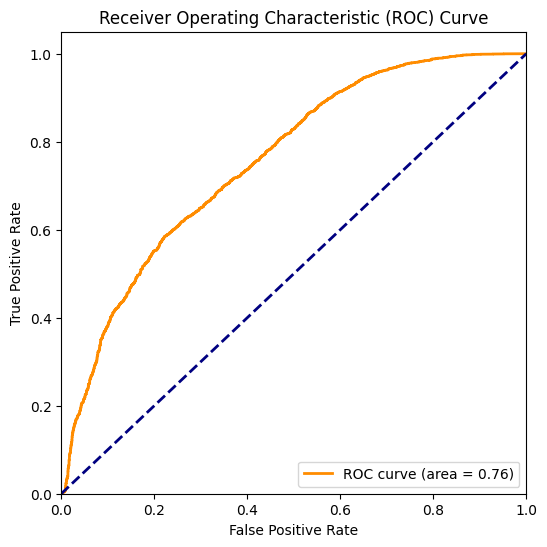 Receiver Operating Characteristic (ROC) Curve
1.0
0.8
0.6
0.4
0.2
0.0
True Positive Rate
ROC curve (area = 0.76)
0.0 0.2 0.4 0.6 0.8 1.0
False Positive Rate